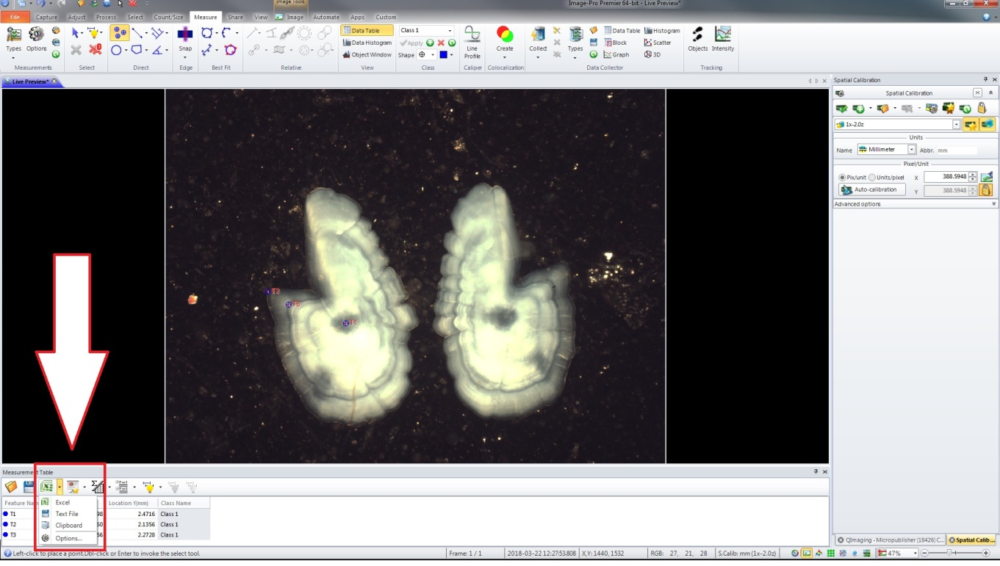 Image Tools
Image-Pro Premier 64-bit - Live Preview*
File Capture Adjust Process Select Count/Size Measure Share View Image Automate Apps Custom
Types Options Snap Data Table Class 1 Line Profile Create Collect Types Data Table Histogram Objects Intensity
Data Histogram Apply Block Scatter
Object Window Shape Graph 3D
Measurements Select Direct Edge Best Fit Relative View Class Caliper Colocalization Data Collector Tracking
Live Preview*
Spatial Calibration
Spatial Calibration
1x-2.0z
Units
Name Millimeter Abbr. mm
Pixel/Unit
Pix/unit Units/pixel X 388.5948
Auto-calibration Y 388.5948
Advanced options
T2
T3
T1
Measurement Table
Feature Nam Location Y(mm) Class Name
T1 98 2.4716 Class 1
T2 60 2.1356 Class 1
T3 56 2.2728 Class 1
Excel
Text File
Clipboard
Options...
QImaging - Micropublisher (18426) C... Spatial Calib...
Left-click to place a point.Dbl-click or Enter to invoke the select tool. Frame: 1 / 1 2018-03-22 12:27:53.808 X,Y: 1440, 1532 RGB: 27, 21, 28 S.Calib: mm (1x-2.0z) 47%